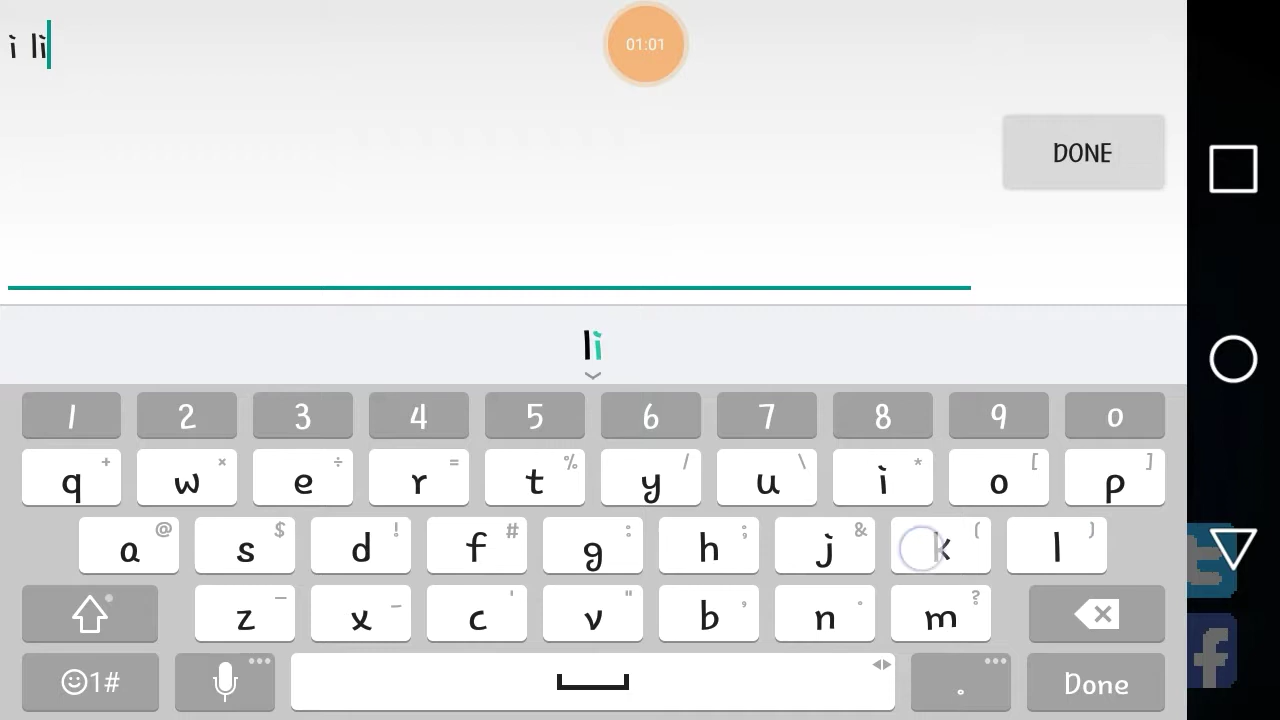 i li
01:01
DONE
li
1 2 3 4 5 6 7 8 9 0
+ × ÷ = % / \ * [ ]
q w e r t y u i o p
@ $ ! # : ; & ( )
a s d f g h j k l
- _ ' " , . ?
z x c v b n m
1# . Done